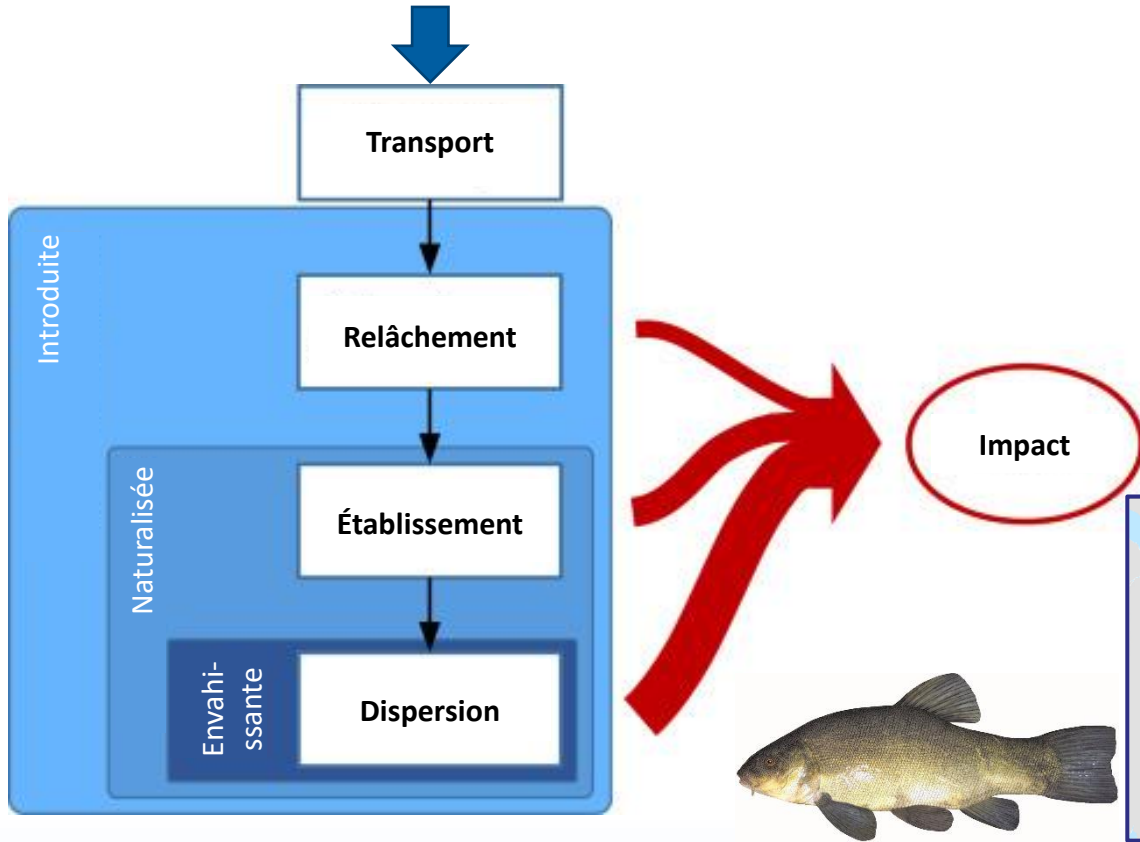 Transport
Introduite
Relâchement
Impact
Naturalisée
Établissement
Envahi-
ssante
Dispersion